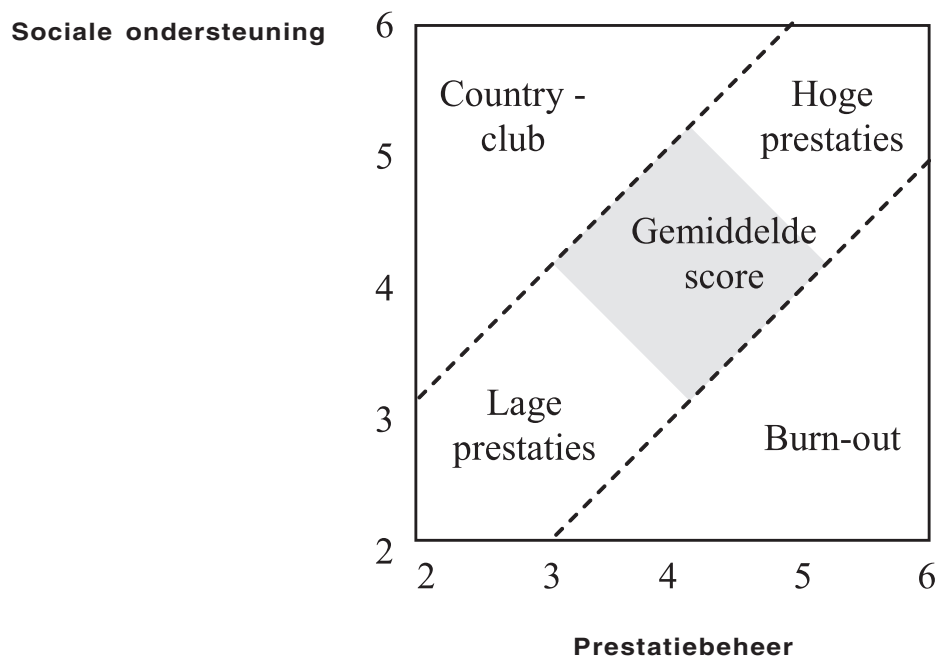 Sociale ondersteuning
6
Country -
club
Hoge
prestaties
5
Gemiddelde
score
4
Lage
prestaties
3
Burn-out
2
2 3 4 5 6
Prestatiebeheer